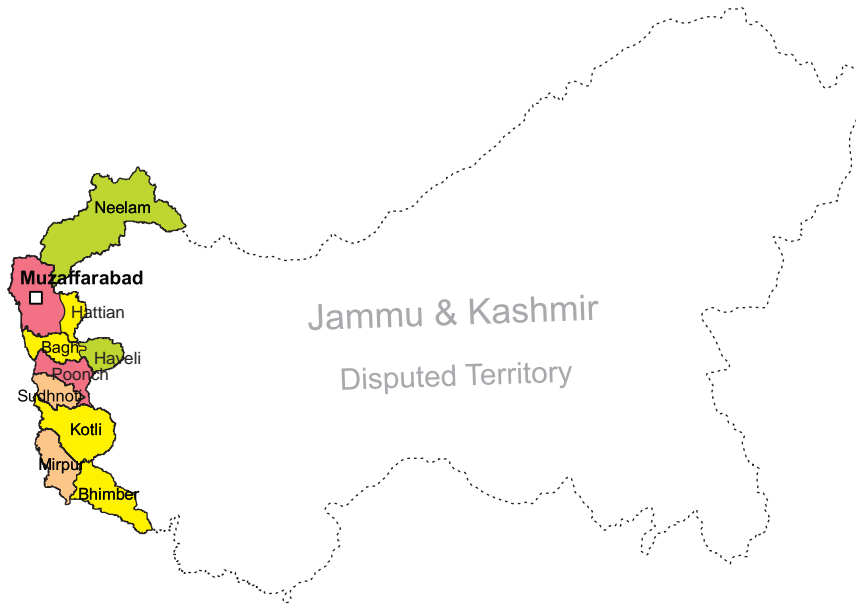 Neelam
Muzaffarabad
Hattian
Jammu & Kashmir
Bagh
Haveli
Poonch
Disputed Territory
Sudhnoti
Kotli
Mirpur
Bhimber